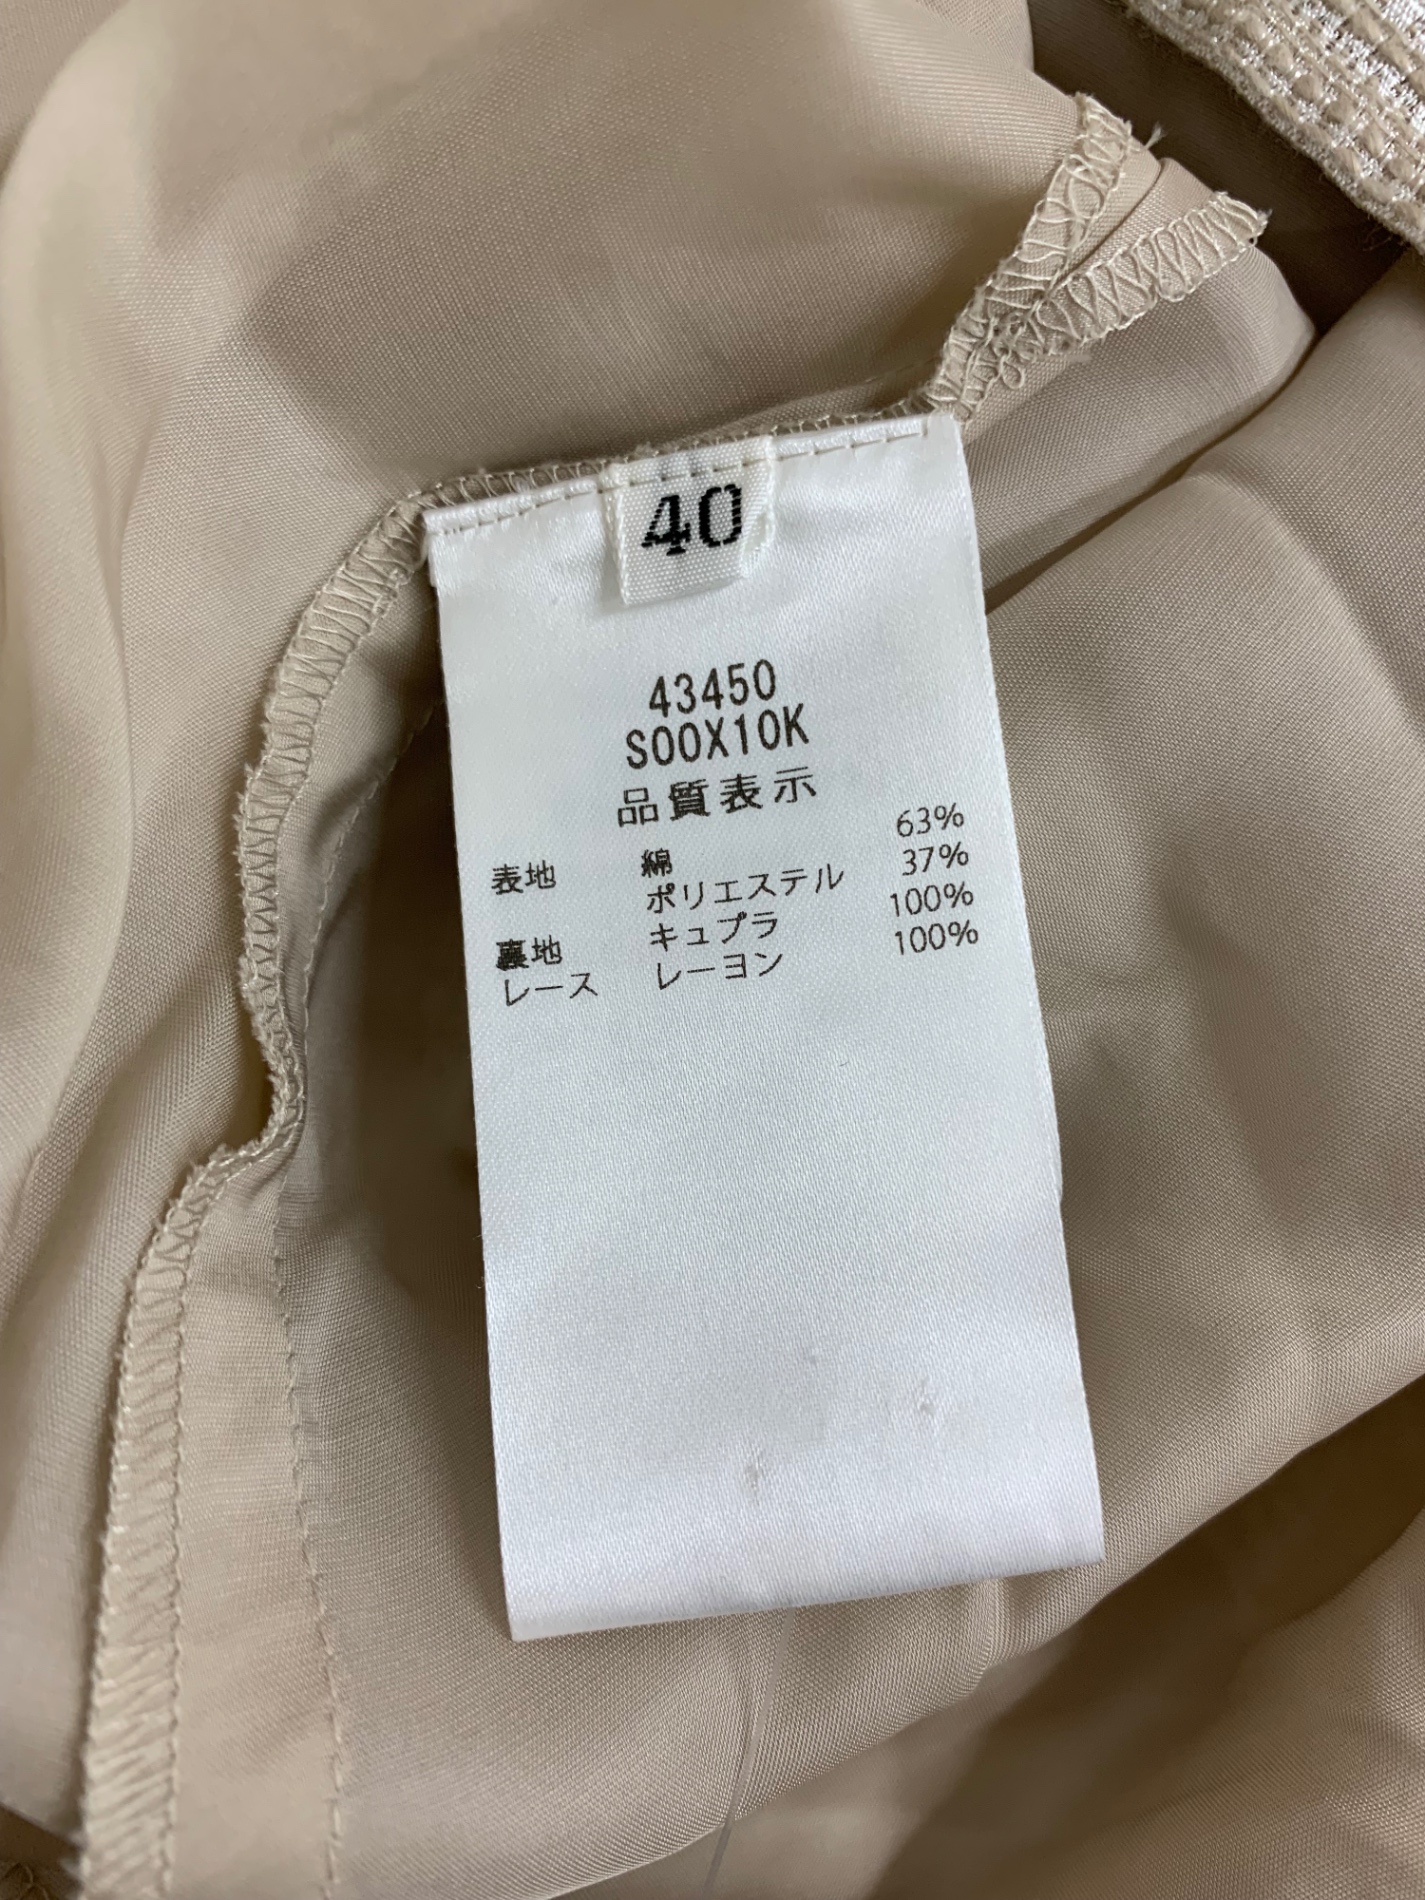 40
43450
S00X10K
品質表示
表地 綿 63%
ポリエステル 37%
裏地 キュプラ 100%
レース レーヨン 100%